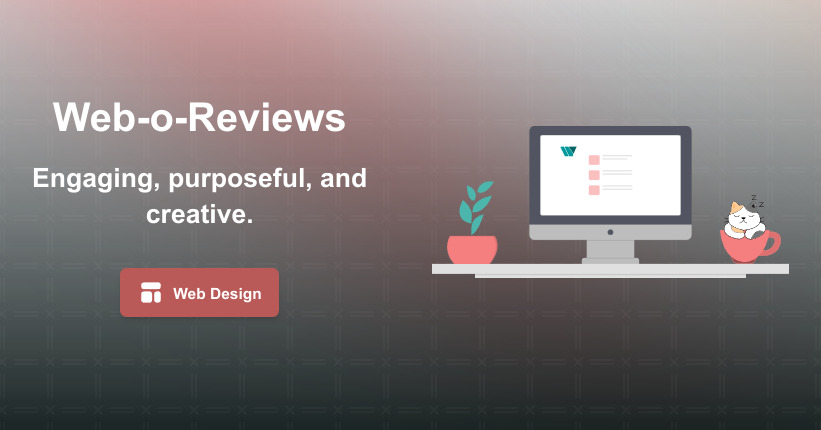 Web-o-Reviews
Engaging, purposeful, and
creative.
Web Design
z
z
z